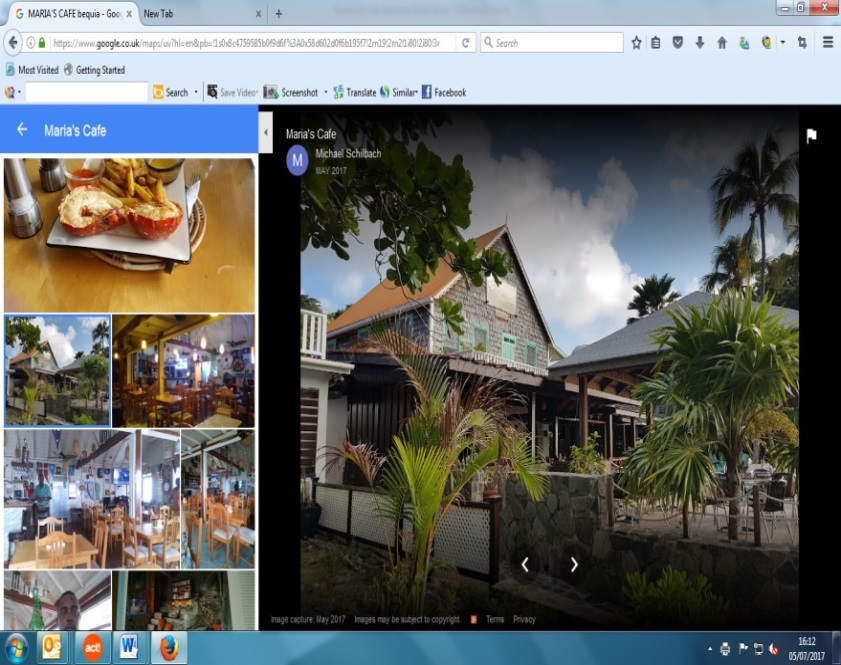 MARIA'S CAFE bequia - Goo
New Tab
https://www.google.co.uk/maps/uv?hl=en&pb=!1s0x8c4759585b0f9d6f%3A0x58d602d0f6b195f7!2m19!2m2!1i80!2i80!3r
Search
Most Visited Getting Started
Search Save Video Screenshot Translate Similar Facebook
Maria's Cafe
Maria's Cafe
M
Michael Schilbach
MAY 2017
Image capture: May 2017 Images may be subject to copyright. Terms Privacy
act!
W
16:12
05/07/2017